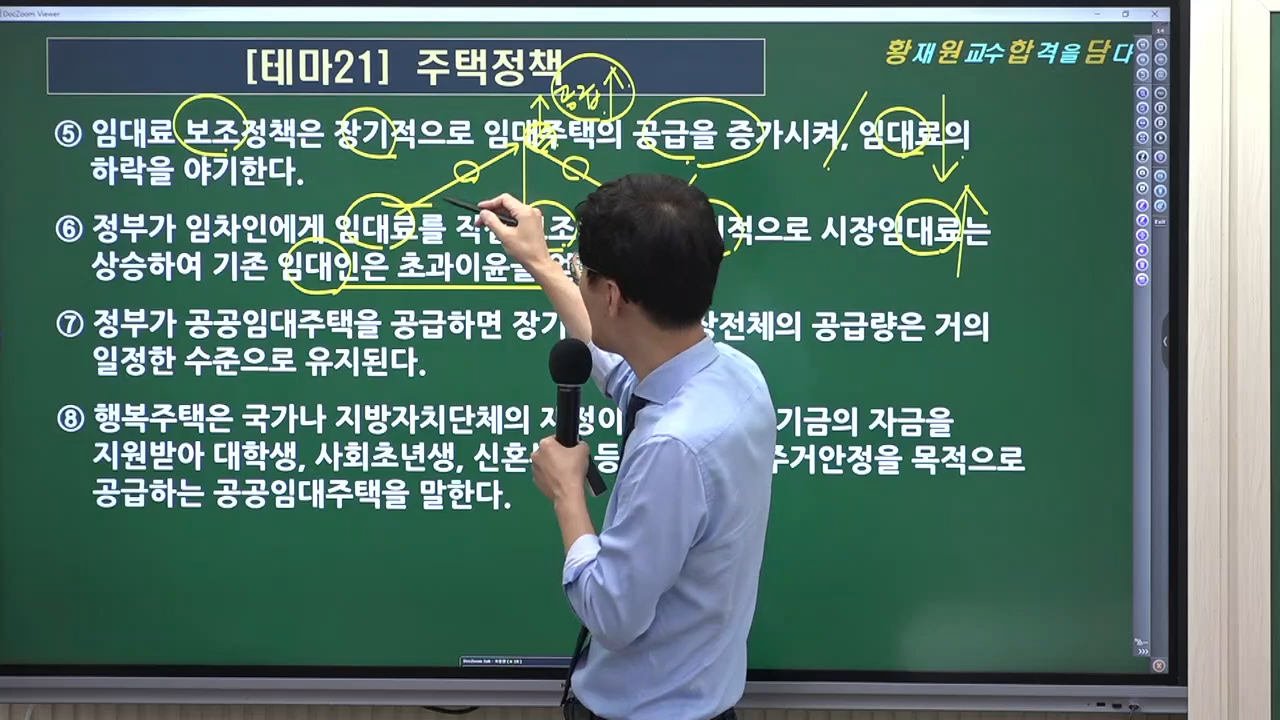 DocZoom Viewer
[테마21] 주택정책
황재원교수합격을담다
공급
⑤ 임대료 보조정책은 장기적으로 임대주택의 공급을 증가시켜, 임대료의
하락을 야기한다.
⑥ 정부가 임차인에게 임대료를 적으로 시장임대료는
상승하여 기존 임대인은 초과이윤을
⑦ 정부가 공공임대주택을 공급하면 장기 전체의 공급량은 거의
일정한 수준으로 유지된다.
⑧ 행복주택은 국가나 지방자치단체의 기금의 자금을
지원받아 대학생, 사회초년생, 등 주거안정을 목적으로
공급하는 공공임대주택을 말한다.
Exit